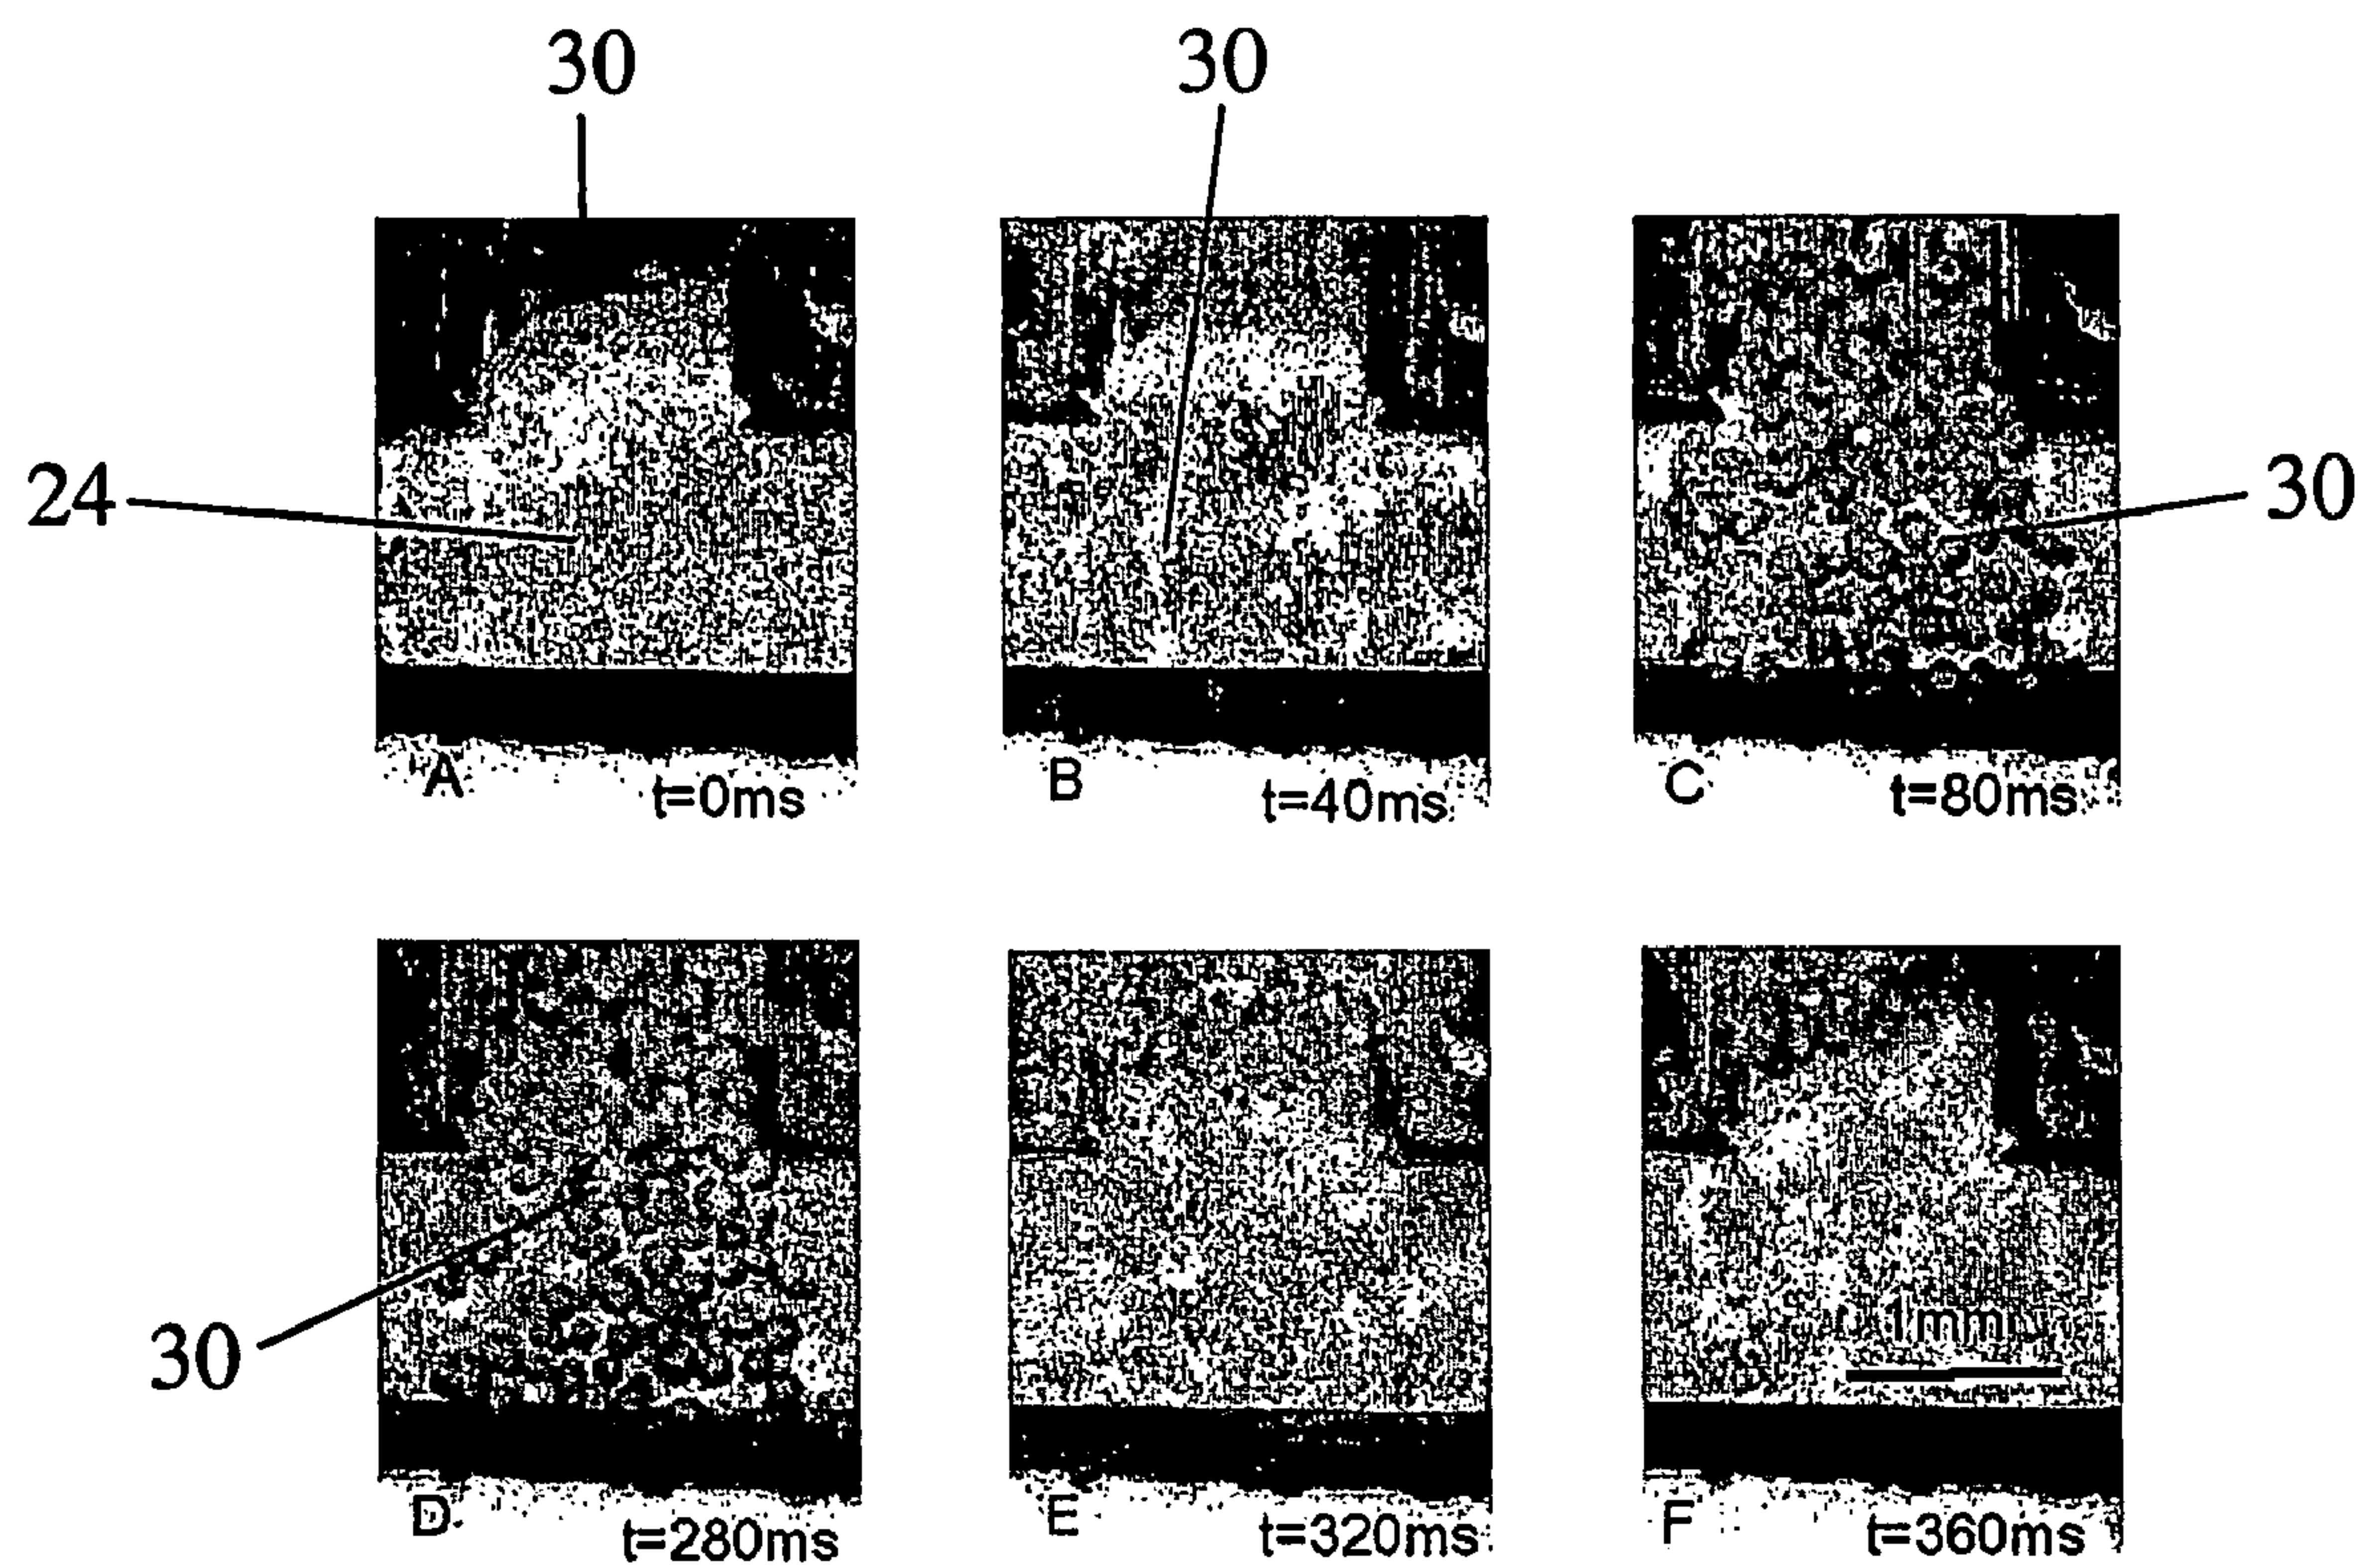 30 30
24 30
A t=0ms B t=40ms C t=80ms
30
1mm
D t=280ms E t=320ms F t=360ms